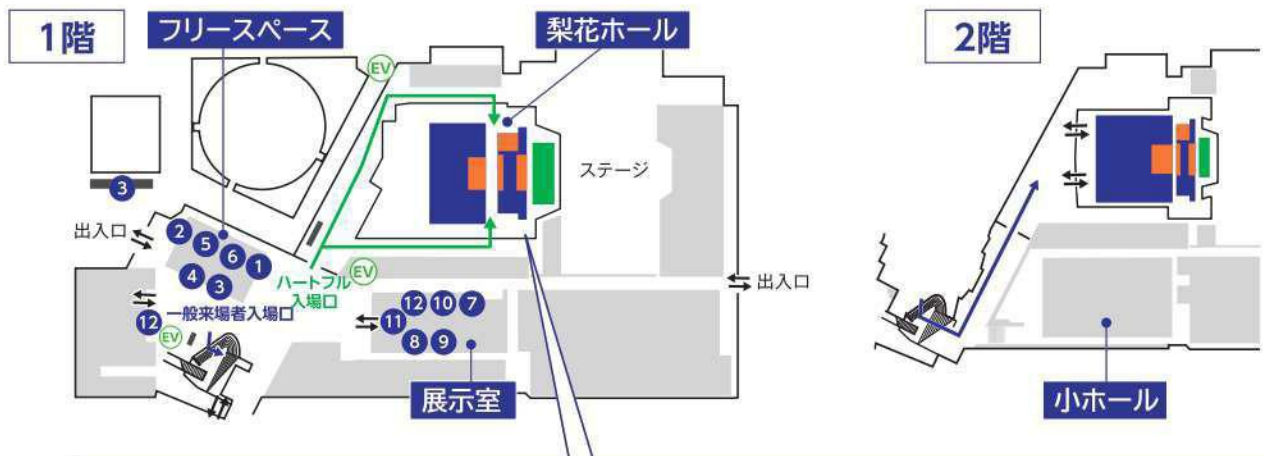 1階
フリースペース
梨花ホール
2階
EV
ステージ
3
出入口
2
5
6
1
4
3
EV
ハートフル
入場口
出入口
12
一般来場者入場口
EV
12
10
7
11
8
9
展示室
小ホール